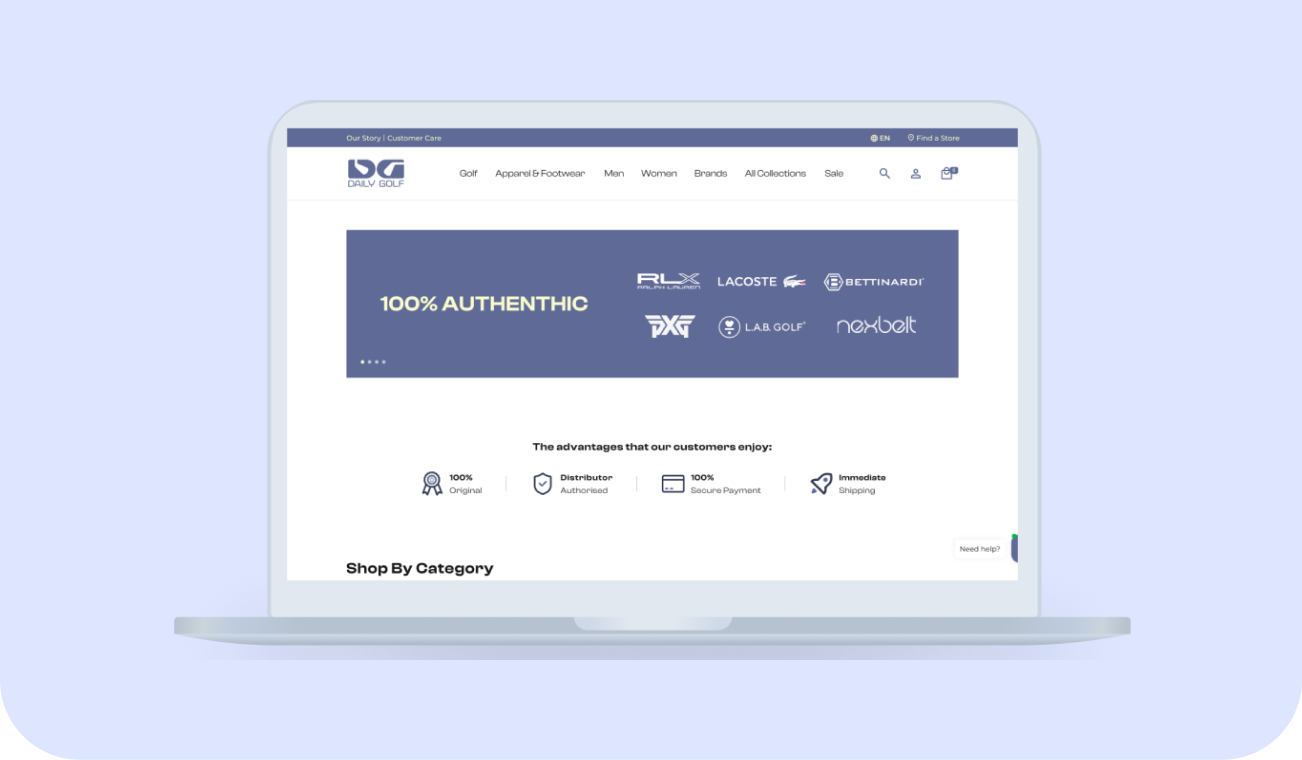 Our Story | Customer Care
EN
Find a Store
DG
DAILY GOLF
Golf Apparel & Footwear Men Women Brands All Collections Sale
100% AUTHENTHIC
RLX
RALPH LAUREN
LACOSTE
BETTINARDI
PXG
L.A.B. GOLF
nexbelt
The advantages that our customers enjoy:
100%
Original
Distributor
Authorised
100%
Secure Payment
Immediate
Shipping
Need help?
Shop By Category